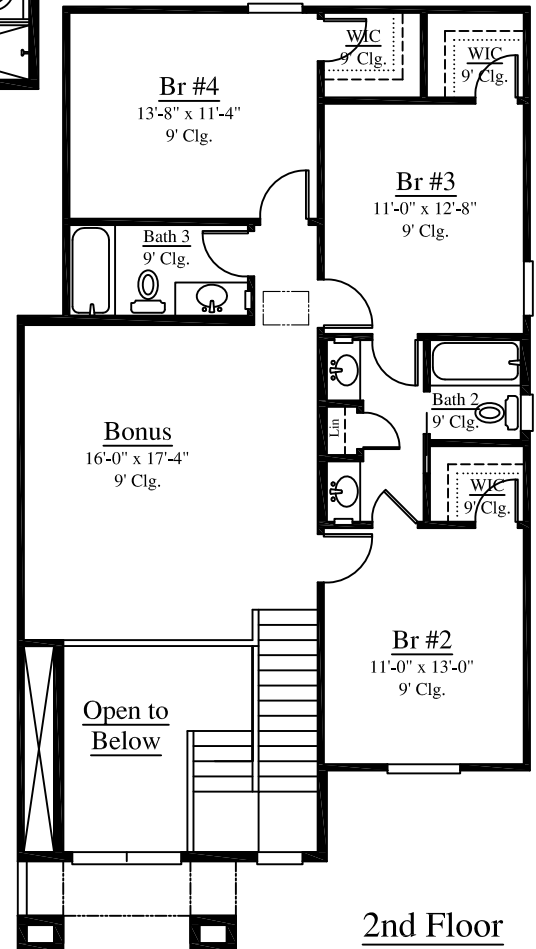 WIC
9' Clg.
WIC
9' Clg.
Br #4
13'-8" x 11'-4"
9' Clg.
Br #3
11'-0" x 12'-8"
9' Clg.
Bath 3
9' Clg.
Bath 2
9' Clg.
Lin
Bonus
16'-0" x 17'-4"
9' Clg.
WIC
9' Clg.
Br #2
11'-0" x 13'-0"
9' Clg.
Open to
Below
2nd Floor